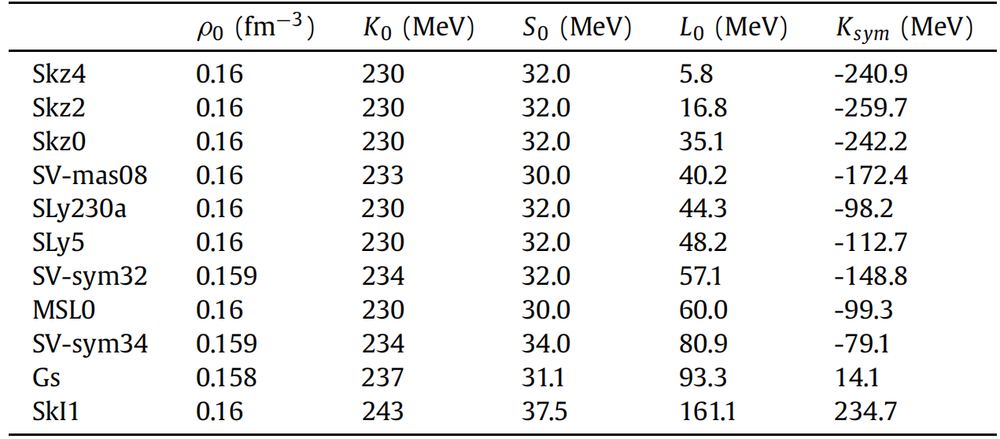 ρ₀ (fm⁻³) K₀ (MeV) S₀ (MeV) L₀ (MeV) Kₛᵧₘ (MeV)
Skz4 0.16 230 32.0 5.8 -240.9
Skz2 0.16 230 32.0 16.8 -259.7
Skz0 0.16 230 32.0 35.1 -242.2
SV-mas08 0.16 233 30.0 40.2 -172.4
SLy230a 0.16 230 32.0 44.3 -98.2
SLy5 0.16 230 32.0 48.2 -112.7
SV-sym32 0.159 234 32.0 57.1 -148.8
MSL0 0.16 230 30.0 60.0 -99.3
SV-sym34 0.159 234 34.0 80.9 -79.1
Gs 0.158 237 31.1 93.3 14.1
SkI1 0.16 243 37.5 161.1 234.7